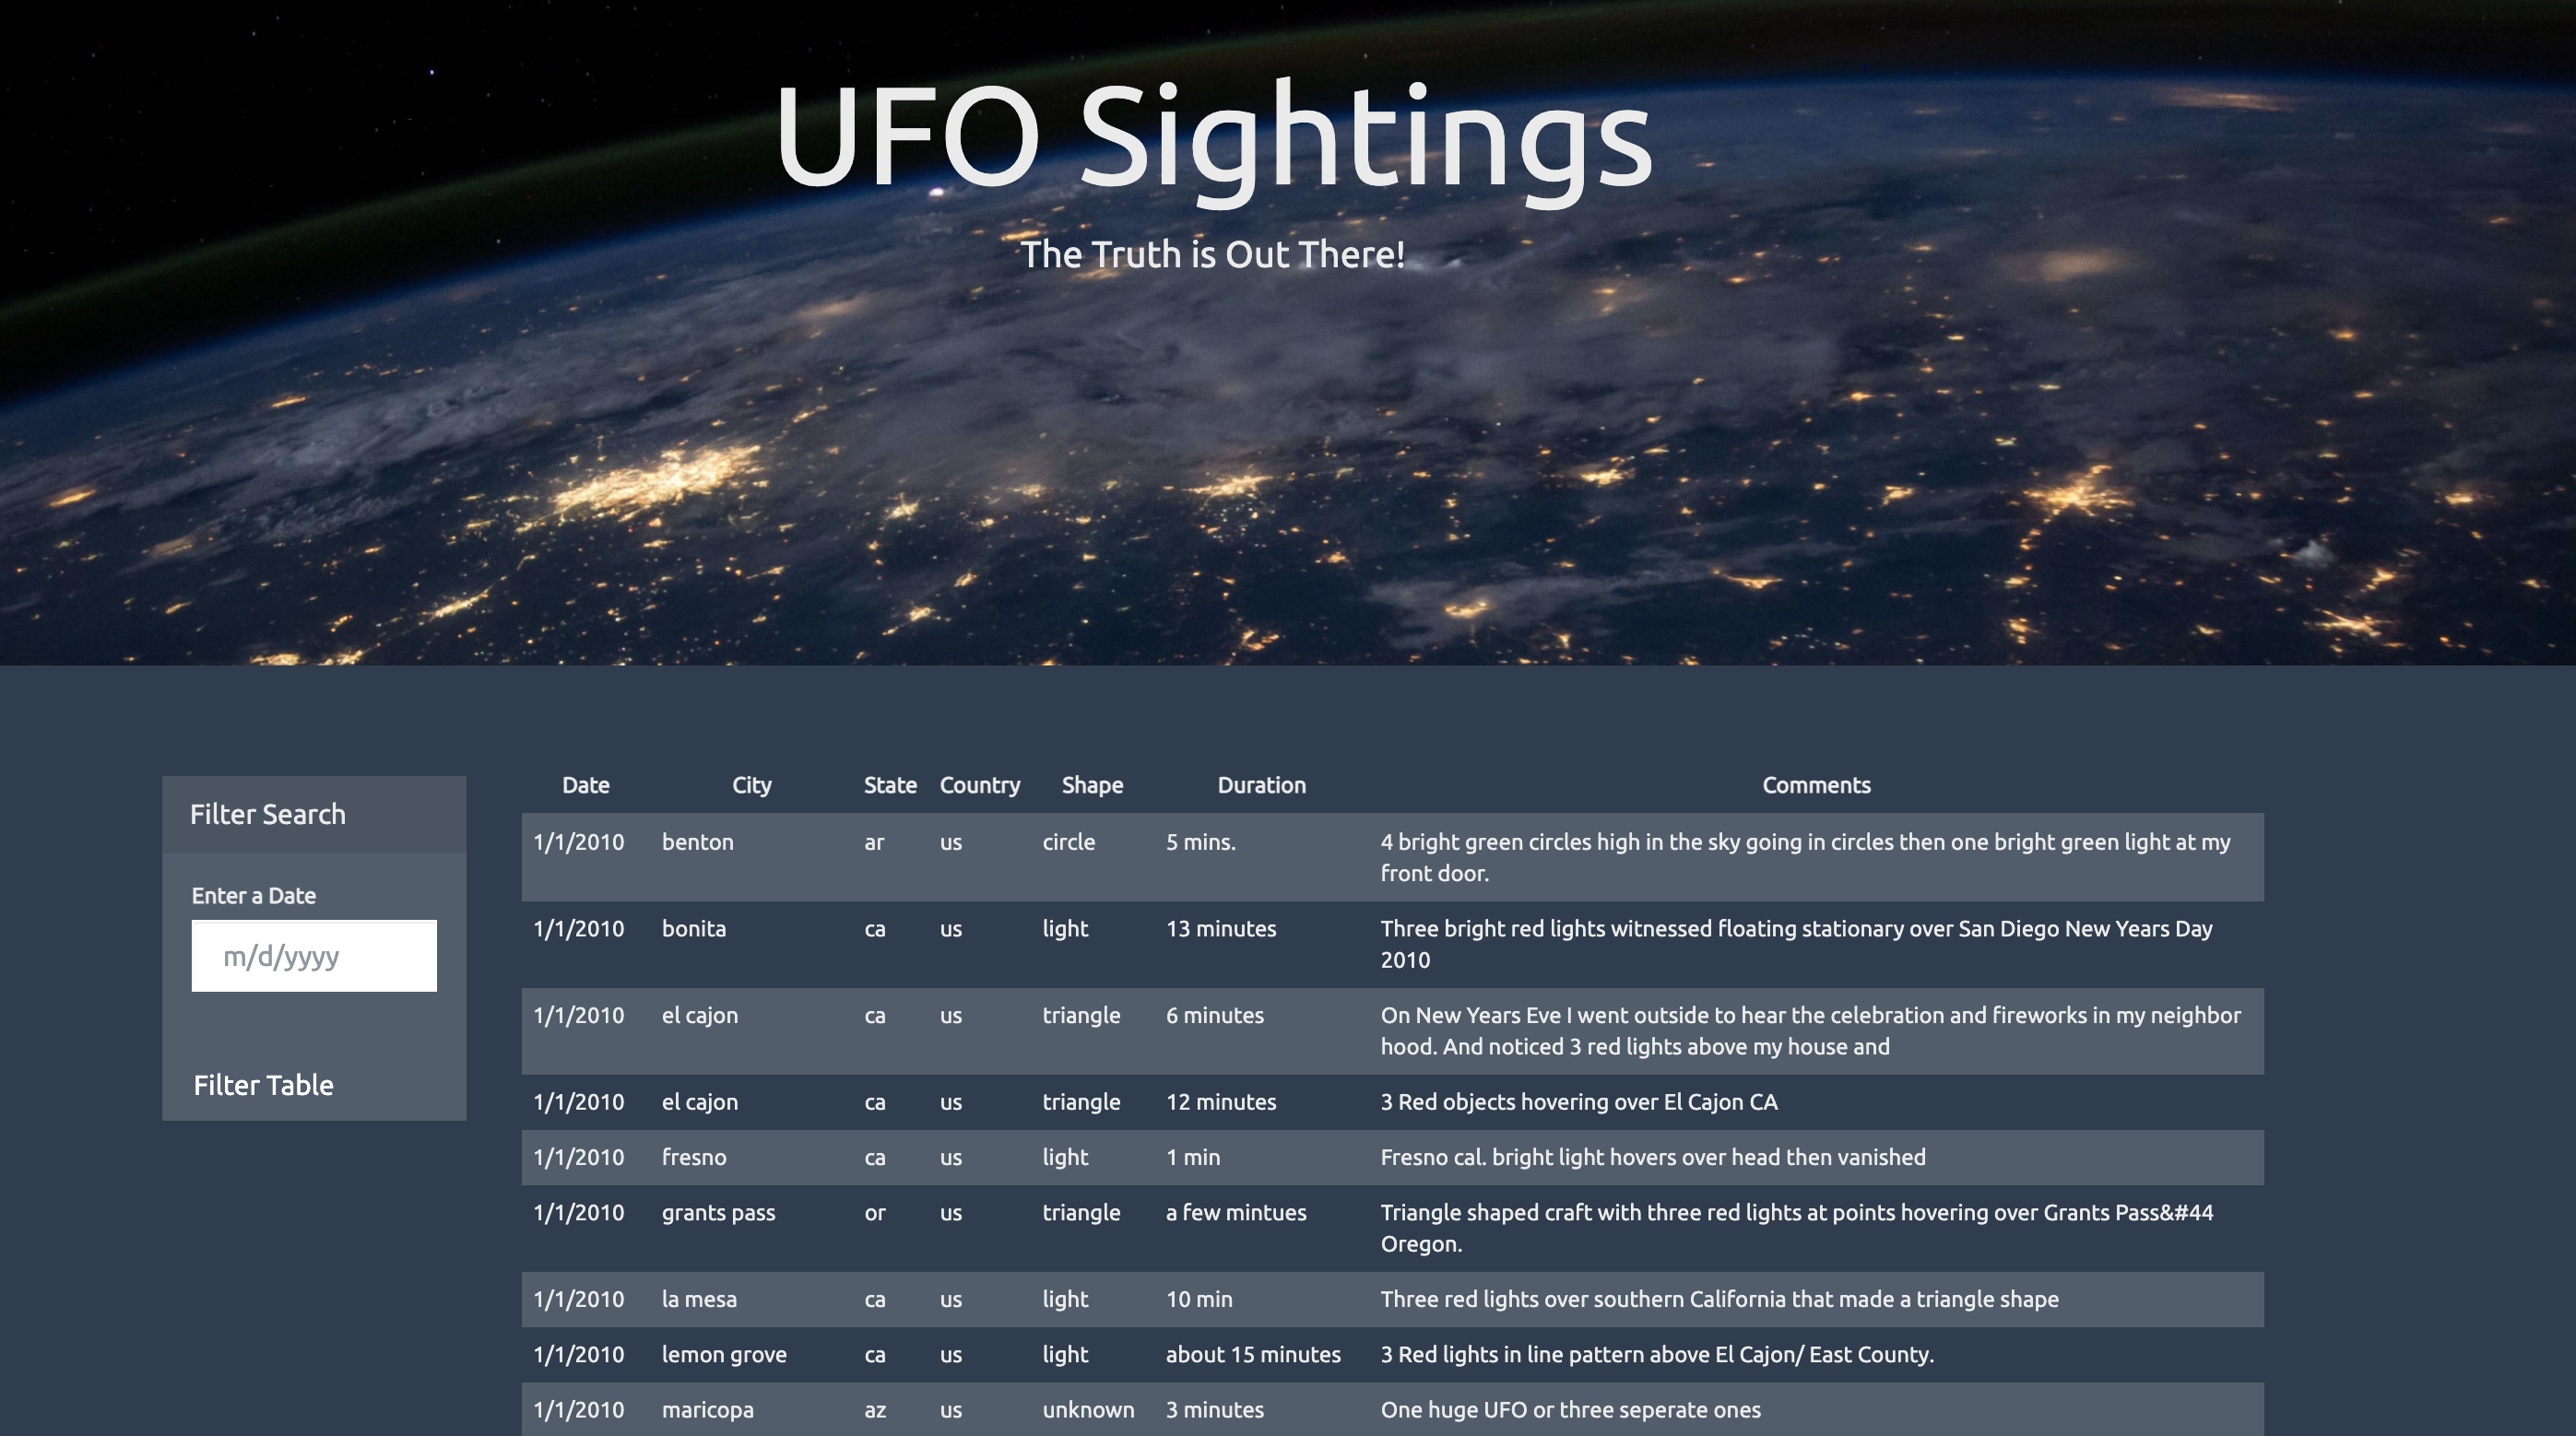 UFO Sightings
The Truth is Out There!
Filter Search
Enter a Date
m/d/yyyy
Filter Table
Date City State Country Shape Duration Comments
1/1/2010 benton ar us circle 5 mins. 4 bright green circles high in the sky going in circles then one bright green light at my
front door.
1/1/2010 bonita ca us light 13 minutes Three bright red lights witnessed floating stationary over San Diego New Years Day
2010
1/1/2010 el cajon ca us triangle 6 minutes On New Years Eve I went outside to hear the celebration and fireworks in my neighbor
hood. And noticed 3 red lights above my house and
1/1/2010 el cajon ca us triangle 12 minutes 3 Red objects hovering over El Cajon CA
1/1/2010 fresno ca us light 1 min Fresno cal. bright light hovers over head then vanished
1/1/2010 grants pass or us triangle a few mintues Triangle shaped craft with three red lights at points hovering over Grants Pass&#44
Oregon.
1/1/2010 la mesa ca us light 10 min Three red lights over southern California that made a triangle shape
1/1/2010 lemon grove ca us light about 15 minutes 3 Red lights in line pattern above El Cajon/ East County.
1/1/2010 maricopa az us unknown 3 minutes One huge UFO or three seperate ones